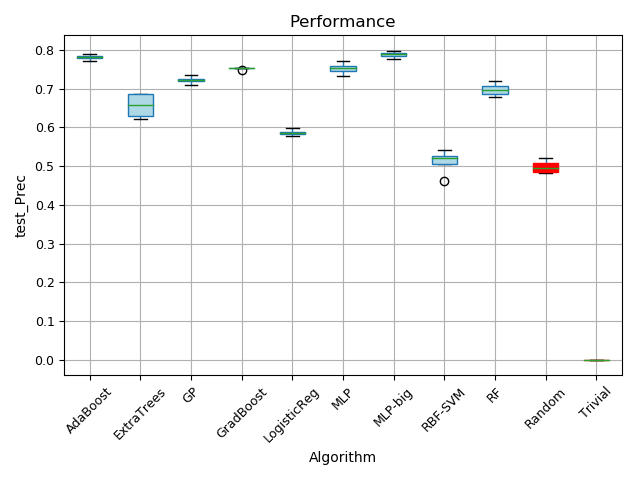 Performance
test_Prec
0.8
0.7
0.6
0.5
0.4
0.3
0.2
0.1
0.0
AdaBoost
ExtraTrees
GP
GradBoost
LogisticReg
MLP
MLP-big
RBF-SVM
RF
Random
Trivial
Algorithm